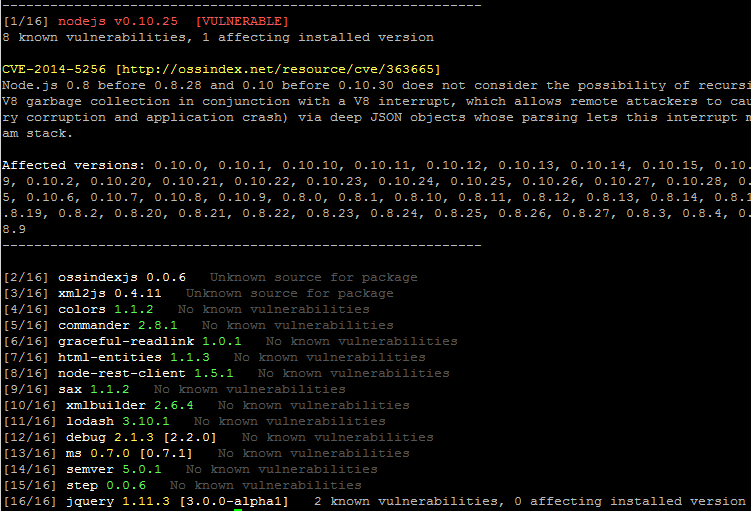 [1/16] nodejs v0.10.25 [VULNERABLE]
8 known vulnerabilities, 1 affecting installed version
CVE-2014-5256 [http://ossindex.net/resource/cve/363665]
Node.js 0.8 before 0.8.28 and 0.10 before 0.10.30 does not consider the possibility of recursi
V8 garbage collection in conjunction with a V8 interrupt, which allows remote attackers to cau
ry corruption and application crash) via deep JSON objects whose parsing lets this interrupt m
am stack.
Affected versions: 0.10.0, 0.10.1, 0.10.10, 0.10.11, 0.10.12, 0.10.13, 0.10.14, 0.10.15, 0.10.
9, 0.10.2, 0.10.20, 0.10.21, 0.10.22, 0.10.23, 0.10.24, 0.10.25, 0.10.26, 0.10.27, 0.10.28, 0.
5, 0.10.6, 0.10.7, 0.10.8, 0.10.9, 0.8.0, 0.8.1, 0.8.10, 0.8.11, 0.8.12, 0.8.13, 0.8.14, 0.8.1
.8.19, 0.8.2, 0.8.20, 0.8.21, 0.8.22, 0.8.23, 0.8.24, 0.8.25, 0.8.26, 0.8.27, 0.8.3, 0.8.4, 0.
8.9
[2/16] ossindexjs 0.0.6 Unknown source for package
[3/16] xml2js 0.4.11 Unknown source for package
[4/16] colors 1.1.2 No known vulnerabilities
[5/16] commander 2.8.1 No known vulnerabilities
[6/16] graceful-readlink 1.0.1 No known vulnerabilities
[7/16] html-entities 1.1.3 No known vulnerabilities
[8/16] node-rest-client 1.5.1 No known vulnerabilities
[9/16] sax 1.1.2 No known vulnerabilities
[10/16] xmlbuilder 2.6.4 No known vulnerabilities
[11/16] lodash 3.10.1 No known vulnerabilities
[12/16] debug 2.1.3 [2.2.0] No known vulnerabilities
[13/16] ms 0.7.0 [0.7.1] No known vulnerabilities
[14/16] semver 5.0.1 No known vulnerabilities
[15/16] step 0.0.6 No known vulnerabilities
[16/16] jquery 1.11.3 [3.0.0-alpha1] 2 known vulnerabilities, 0 affecting installed version